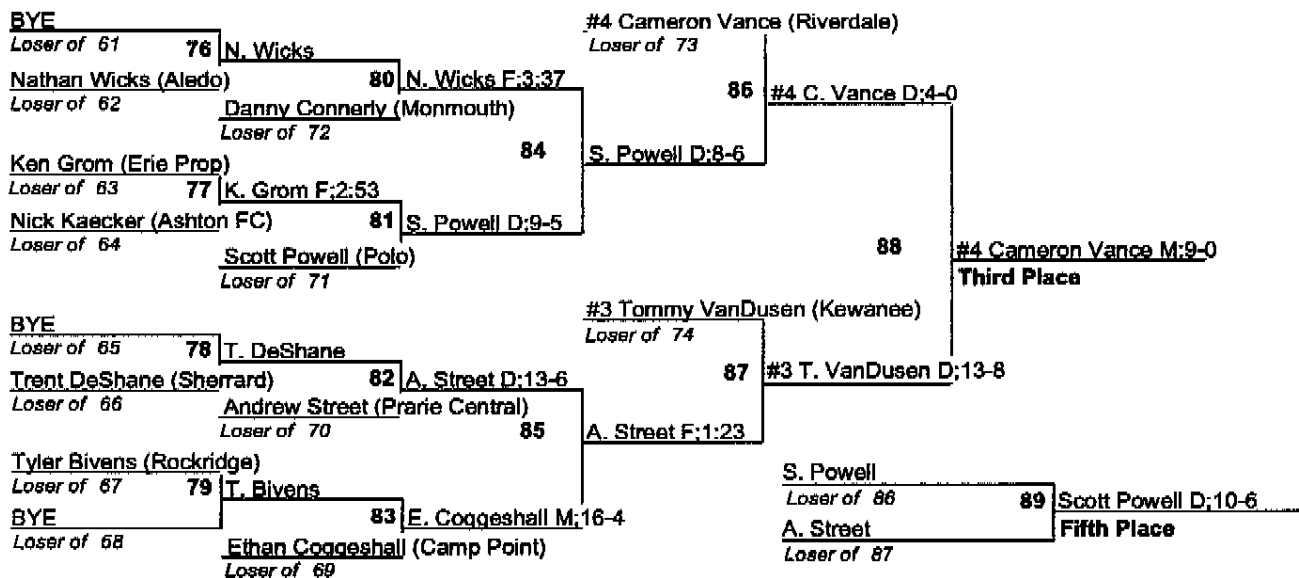 BYE
Loser of 61
76 N. Wicks
Nathan Wicks (Aledo)
Loser of 62
80 N. Wicks F;3;37
Danny Connerly (Monmouth)
Loser of 72
84 S. Powell D;8-6
Ken Grom (Erie Prop)
Loser of 63
77 K. Grom F;2:53
Nick Kaecker (Ashton FC)
Loser of 64
81 S. Powell D;9-5
Scott Powell (Polo)
Loser of 71
#4 Cameron Vance (Riverdale)
Loser of 73
86 #4 C. Vance D;4-0
88 #4 Cameron Vance M;9-0
Third Place
BYE
Loser of 65
78 T. DeShane
Trent DeShane (Sherrard)
Loser of 66
82 A. Street D;13-6
Andrew Street (Prarie Central)
Loser of 70
85 A. Street F;1:23
Tyler Bivens (Rockridge)
Loser of 67
79 T. Bivens
BYE
Loser of 68
83 E. Coggeshall M;16-4
Ethan Coggeshall (Camp Point)
Loser of 69
#3 Tommy VanDusen (Kewanee)
Loser of 74
87 #3 T. VanDusen D;13-8
S. Powell
Loser of 86
89 Scott Powell D;10-6
A. Street
Fifth Place
Loser of 87